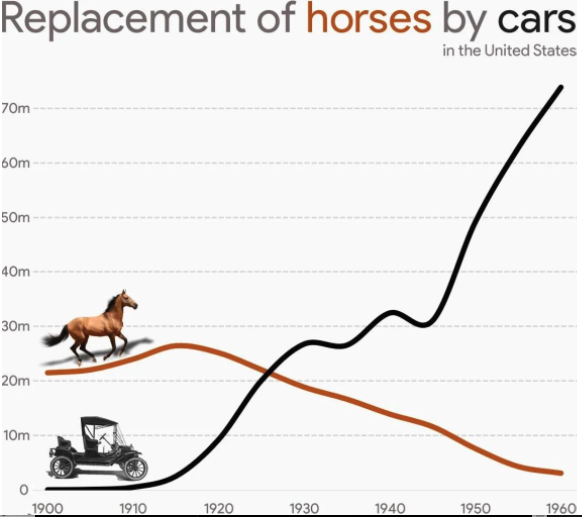 Replacement of horses by cars
in the United States
70m
60m
50m
40m
30m
20m
10m
0
1900 1910 1920 1930 1940 1950 1960